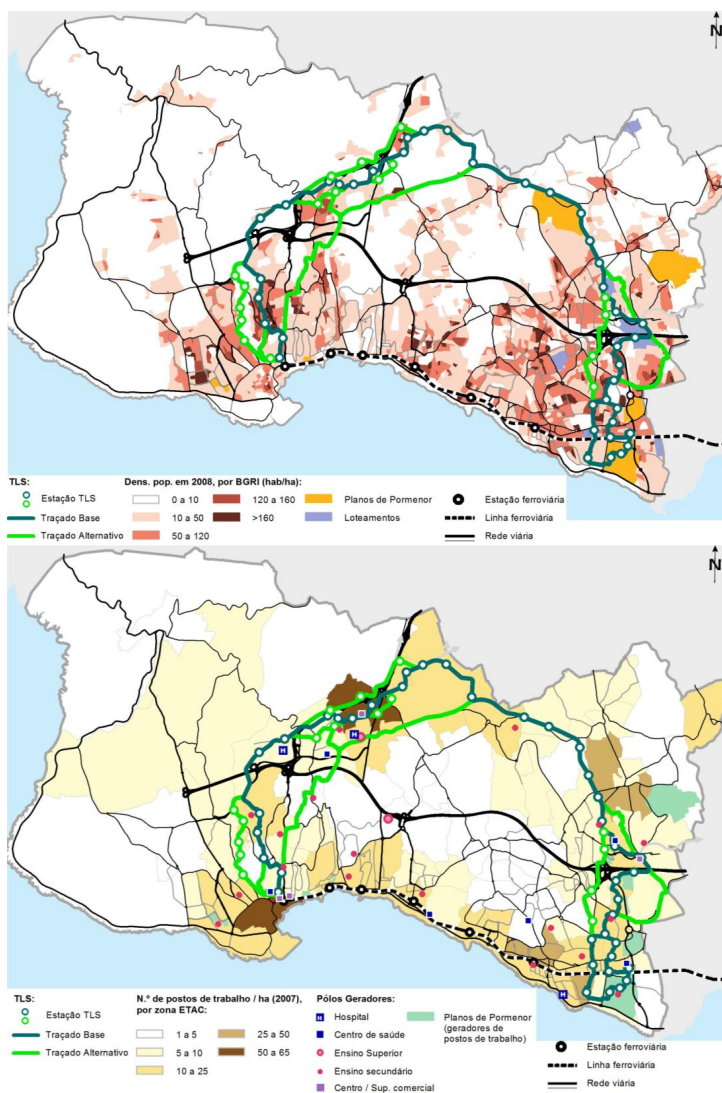 N
TLS:
Estação TLS
Traçado Base
Traçado Alternativo
Dens. pop. em 2008, por BGRI (hab/ha):
0 a 10
10 a 50
50 a 120
120 a 160
>160
Planos de Pormenor
Loteamentos
Estação ferroviária
Linha ferroviária
Rede viária
N
H
H
H
TLS:
Estação TLS
Traçado Base
Traçado Alternativo
N.º de postos de trabalho / ha (2007),
por zona ETAC:
1 a 5
5 a 10
10 a 25
25 a 50
50 a 65
Pólos Geradores:
H Hospital
Centro de saúde
Ensino Superior
Ensino secundário
Centro / Sup. comercial
Planos de Pormenor
(geradores de
postos de trabalho)
Estação ferroviária
Linha ferroviária
Rede viária